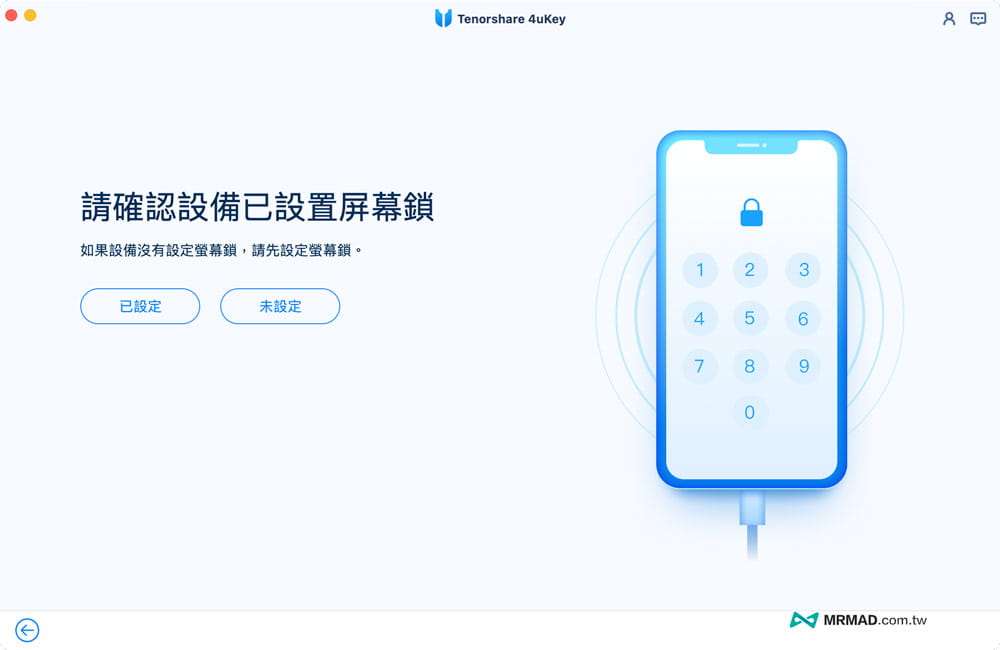 Tenorshare 4uKey
請確認設備已設置屏幕鎖
如果設備沒有設定螢幕鎖,請先設定螢幕鎖。
已設定 未設定
1 2 3
4 5 6
7 8 9
0
MRMAD.com.tw